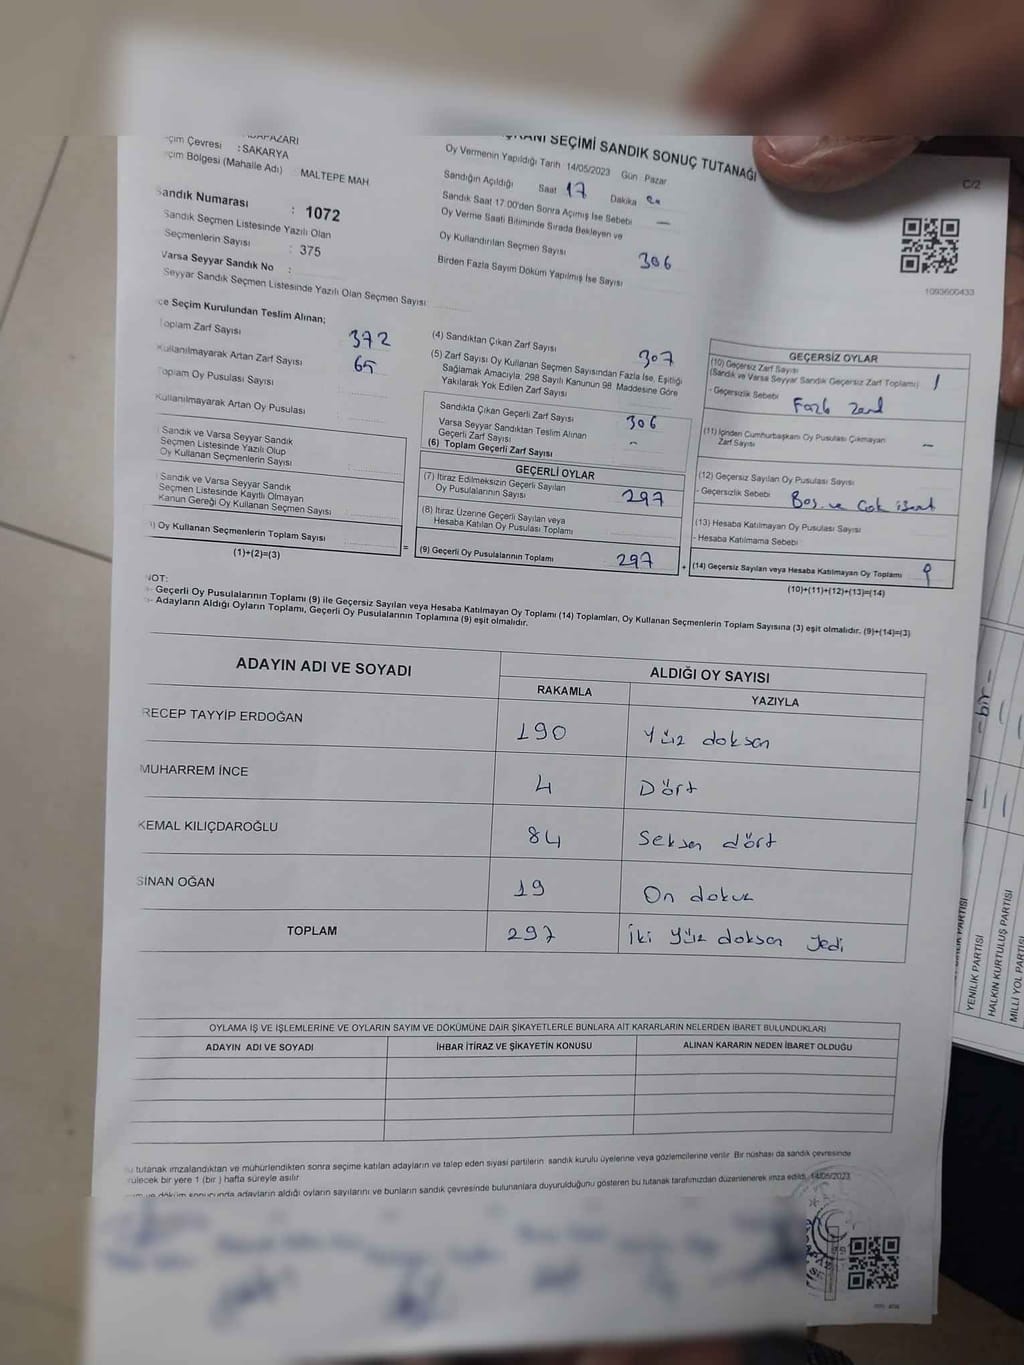 SEÇİMİ SANDIK SONUÇ TUTANAĞI
C/2
Çevresi : SAKARYA
Bölgesi (Mahalle Adı) : MALTEPE MAH
Sandık Numarası : 1072
Sandık Seçmen Listesinde Yazılı Olan
Seçmenlerin Sayısı : 375
Varsa Seyyar Sandık No :
Seyyar Sandık Seçmen Listesinde Yazılı Olan Seçmen Sayısı
Oy Vermenin Yapıldığı Tarih 14/05/2023 Gün : Pazar
Sandığın Açıldığı Saat 17 Dakika
Sandık Saat 17.00'den Sonra Açımış İse Sebebi —
Oy Verme Saati Bitiminde Sırada Bekleyen ve
Oy Kullandırılan Seçmen Sayısı 306
Birden Fazla Sayım Döküm Yapılmış İse Sayısı
1093600433
Seçim Kurulundan Teslim Alınan;
Toplam Zarf Sayısı 372
Kullanılmayarak Artan Zarf Sayısı 65
Toplam Oy Pusulası Sayısı
Kullanılmayarak Artan Oy Pusulası
Sandık ve Varsa Seyyar Sandık
Seçmen Listesinde Yazılı Olup
Oy Kullanan Seçmenlerin Sayısı
Sandık ve Varsa Seyyar Sandık
Seçmen Listesinde Kayıtlı Olmayan
Kanun Gereği Oy Kullanan Seçmen Sayısı
Oy Kullanan Seçmenlerin Toplam Sayısı
(1)+(2)=(3)
=
(4) Sandıktan Çıkan Zarf Sayısı 307
(5) Zarf Sayısı Oy Kullanan Seçmen Sayısından Fazla İse, Eşitliği
Sağlamak Amacıyla, 298 Sayılı Kanunun 98. Maddesine Göre
Yakılarak Yok Edilen Zarf Sayısı
Sandıkta Çıkan Geçerli Zarf Sayısı 306
Varsa Seyyar Sandıktan Teslim Alınan
Geçerli Zarf Sayısı -
(6) Toplam Geçerli Zarf Sayısı
GEÇERLİ OYLAR
(7) İtiraz Edilmeksizin Geçerli Sayılan
Oy Pusulalarının Sayısı 297
(8) İtiraz Üzerine Geçerli Sayılan veya
Hesaba Katılan Oy Pusulası Toplamı
(9) Geçerli Oy Pusulalarının Toplamı 297
+
GEÇERSİZ OYLAR
(10) Geçersiz Zarf Sayısı
(Sandık ve Varsa Seyyar Sandık Geçersiz Zarf Toplamı) 1
- Geçersizlik Sebebi
(11) İçinden Cumhurbaşkanı Oy Pusulası Çıkmayan
Zarf Sayısı —
(12) Geçersiz Sayılan Oy Pusulası Sayısı
- Geçersizlik Sebebi Boş ve Çok
(13) Hesaba Katılmayan Oy Pusulası Sayısı
- Hesaba Katılmama Sebebi
(14) Geçersiz Sayılan veya Hesaba Katılmayan Oy Toplamı 9
(10)+(11)+(12)+(13)=(14)
NOT:
- Geçerli Oy Pusulalarının Toplamı (9) ile Geçersiz Sayılan veya Hesaba Katılmayan Oy Toplamı (14) Toplamları, Oy Kullanan Seçmenlerin Toplam Sayısına (3) eşit olmalıdır. (9)+(14)=(3)
- Adayların Aldığı Oyların Toplamı, Geçerli Oy Pusulalarının Toplamına (9) eşit olmalıdır.
ADAYIN ADI VE SOYADI
ALDIĞI OY SAYISI
RAKAMLA YAZIYLA
RECEP TAYYİP ERDOĞAN 190 Yüz doksan
MUHARREM İNCE 4 Dört
KEMAL KILIÇDAROĞLU 84 Seksen dört
SİNAN OĞAN 19 On dokuz
TOPLAM 297 İki yüz doksan yedi
OYLAMA İŞ VE İŞLEMLERİNE VE OYLARIN SAYIM VE DÖKÜMÜNE DAİR ŞİKAYETLERLE BUNLARA AİT KARARLARIN NELERDEN İBARET BULUNDUKLARI
ADAYIN ADI VE SOYADI İHBAR İTİRAZ VE ŞİKAYETİN KONUSU ALINAN KARARIN NEDEN İBARET OLDUĞU
tutanak imzalandıktan ve mühürlendikten sonra seçime katılan adayların ve talep eden siyasi partilerin sandık kurulu üyelerine veya gözlemcilerine verilir. Bir nüshası da sandık çevresinde
bir yere 1 (bir) hafta süreyle asılır
döküm sonucunda adayların aldığı oyların sayılarını ve bunların sandık çevresinde bulunanlara duyurulduğunu gösteren bu tutanak tarafımızdan düzenlenerek imza edildi. 14/05/2023
-bir-
YENİLİK PARTİSİ
HALKIN KURTULUŞ PARTİSİ
MİLLİ YOL PARTİSİ